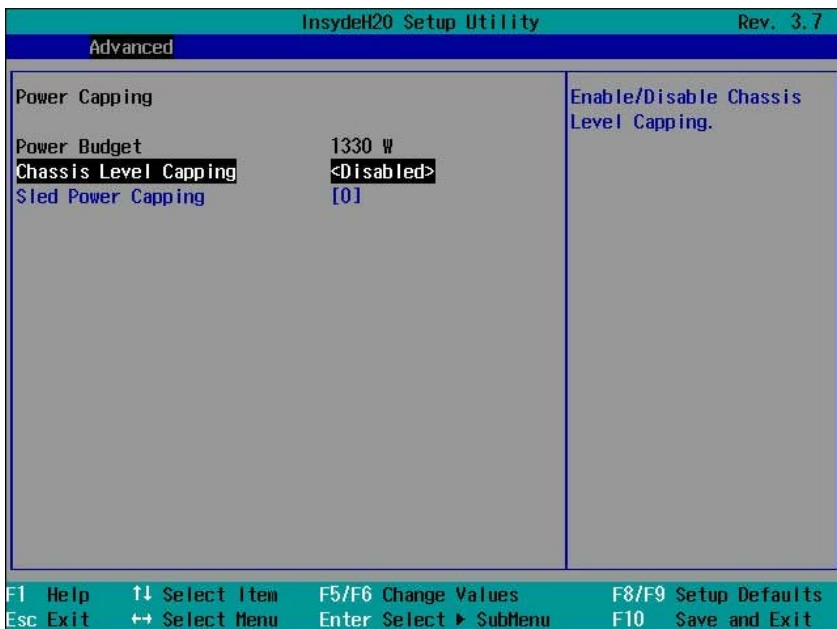 InsydeH20 Setup Utility Rev. 3.7
Advanced
Power Capping
Power Budget 1330 W
Chassis Level Capping <Disabled>
Sled Power Capping [0]
Enable/Disable Chassis
Level Capping.
F1 Help ↑↓ Select Item F5/F6 Change Values F8/F9 Setup Defaults
Esc Exit ↔ Select Menu Enter Select ▶ SubMenu F10 Save and Exit